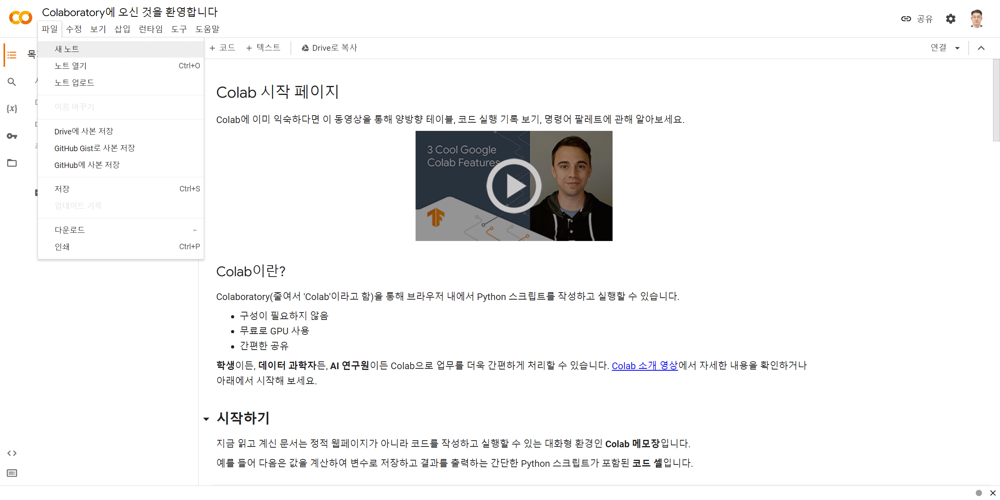 Colaboratory에 오신 것을 환영합니다
파일 수정 보기 삽입 런타임 도구 도움말
공유
새 노트
노트 열기 Ctrl+O
노트 업로드
이름 바꾸기
Drive에 사본 저장
GitHub Gist로 사본 저장
GitHub에 사본 저장
저장 Ctrl+S
업데이트 기록
다운로드
인쇄 Ctrl+P
+ 코드 + 텍스트 Drive로 복사
연결
{x}
Colab 시작 페이지
Colab에 이미 익숙하다면 이 동영상을 통해 양방향 테이블, 코드 실행 기록 보기, 명령어 팔레트에 관해 알아보세요.
3 Cool Google
Colab Features
Colab이란?
Colaboratory(줄여서 'Colab'이라고 함)을 통해 브라우저 내에서 Python 스크립트를 작성하고 실행할 수 있습니다.
• 구성이 필요하지 않음
• 무료로 GPU 사용
• 간편한 공유
학생이든, 데이터 과학자든, AI 연구원이든 Colab으로 업무를 더욱 간편하게 처리할 수 있습니다. Colab 소개 영상에서 자세한 내용을 확인하거나
아래에서 시작해 보세요.
시작하기
지금 읽고 계신 문서는 정적 웹페이지가 아니라 코드를 작성하고 실행할 수 있는 대화형 환경인 Colab 메모장입니다.
예를 들어 다음은 값을 계산하여 변수로 저장하고 결과를 출력하는 간단한 Python 스크립트가 포함된 코드 셀입니다.